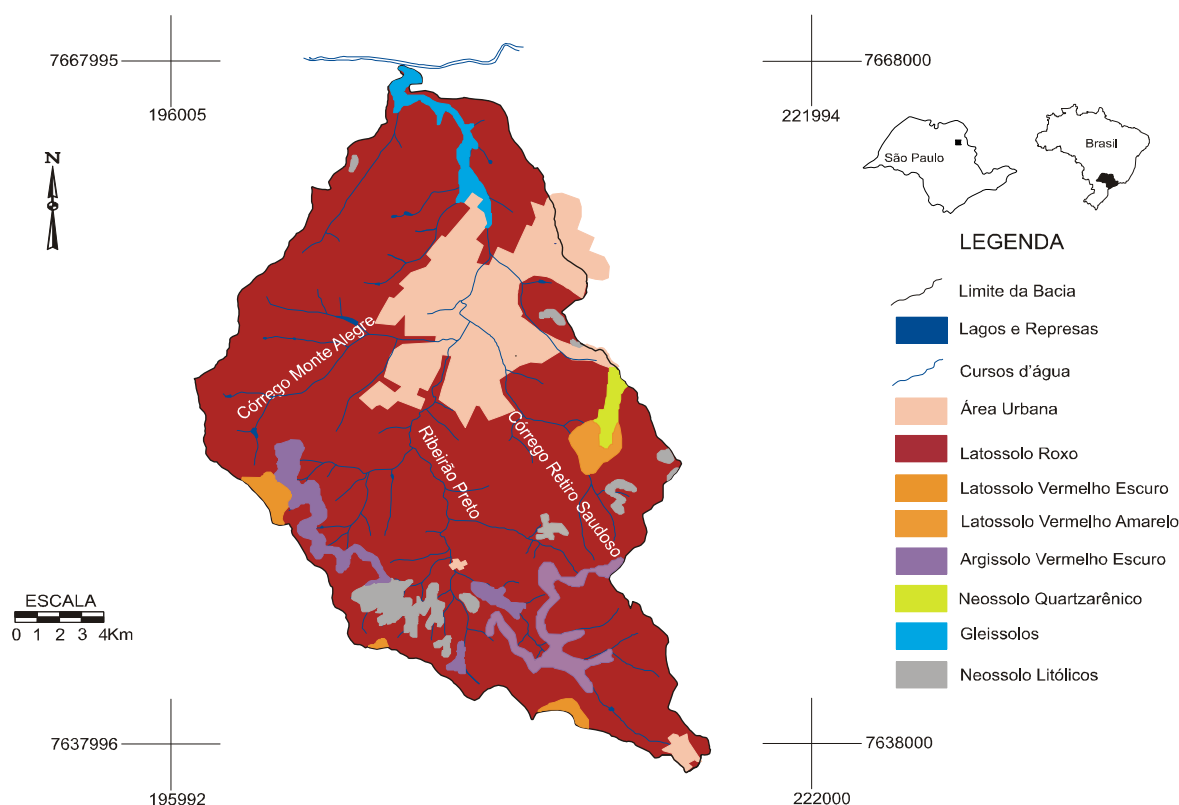 7667995
196005
7668000
221994
N
São Paulo
Brasil
LEGENDA
Limite da Bacia
Lagos e Represas
Cursos d'água
Área Urbana
Latossolo Roxo
Latossolo Vermelho Escuro
Latossolo Vermelho Amarelo
Argissolo Vermelho Escuro
Neossolo Quartzarênico
Gleissolos
Neossolo Litólicos
Córrego Monte Alegre
Ribeirão Preto
Córrego Retiro Saudoso
ESCALA
0 1 2 3 4Km
7637996
195992
7638000
222000